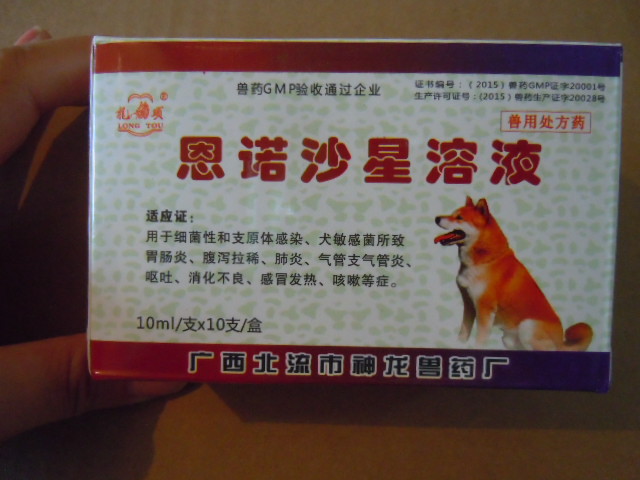 兽药GMP验收通过企业
证书编号：（2015）兽药GMP证字20001号
生产许可证号：（2015）兽药生产证字20028号
LONG YOU
®
兽用处方药
恩诺沙星溶液
适应证：
用于细菌性和支原体感染、犬敏感菌所致
胃肠炎、腹泻拉稀、肺炎、气管支气管炎、
呕吐、消化不良、感冒发热、咳嗽等症。
10ml/支x10支/盒
广西北流市神龙兽药厂